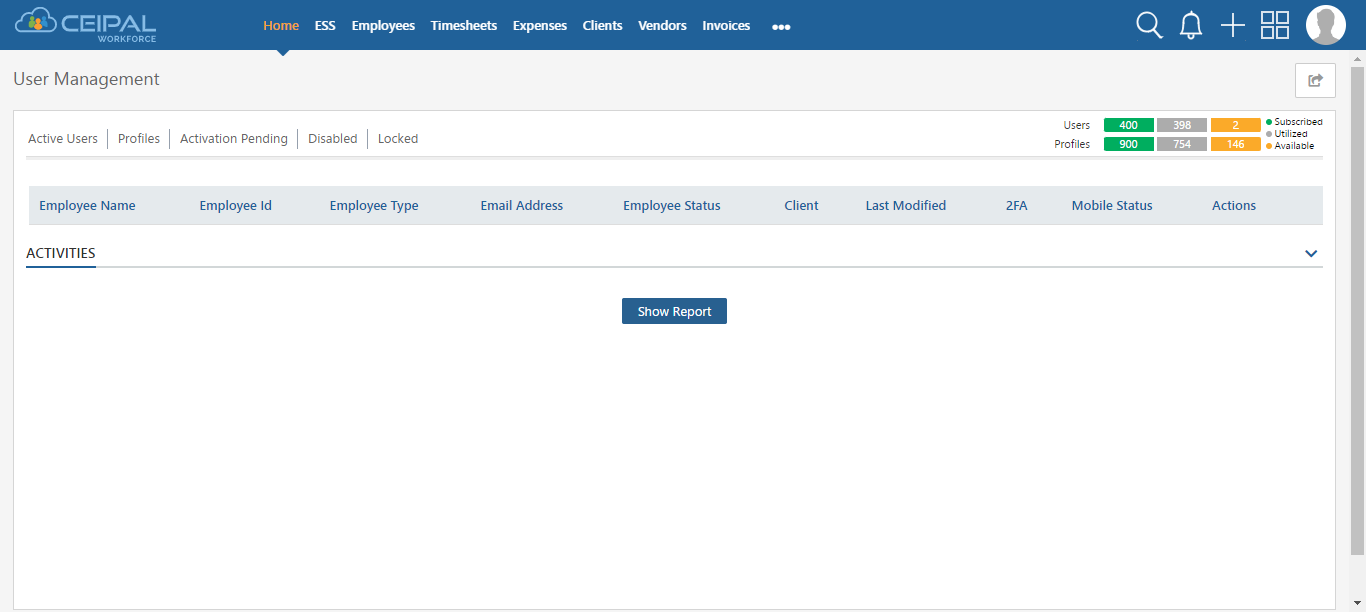 CEIPAL
WORKFORCE
Home ESS Employees Timesheets Expenses Clients Vendors Invoices
User Management
Active Users Profiles Activation Pending Disabled Locked
Users 400 398 2
Profiles 900 754 146
Subscribed
Utilized
Available
Employee Name Employee Id Employee Type Email Address Employee Status Client Last Modified 2FA Mobile Status Actions
ACTIVITIES
Show Report